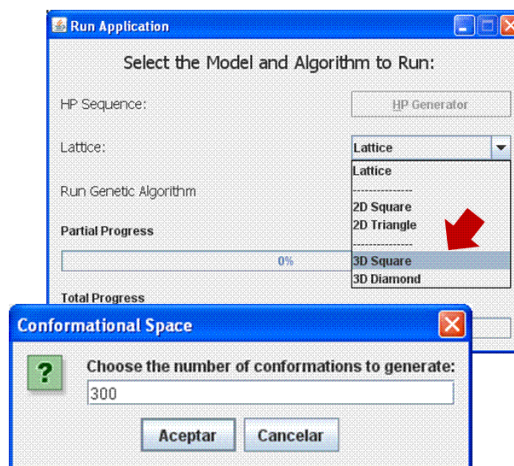 Run Application
Select the Model and Algorithm to Run:
HP Sequence:
HP Generator
Lattice:
Lattice
Lattice
---------------
2D Square
2D Triangle
---------------
3D Square
3D Diamond
Run Genetic Algorithm
Partial Progress
0%
Total Progress
Conformational Space
?
Choose the number of conformations to generate:
300
Aceptar
Cancelar